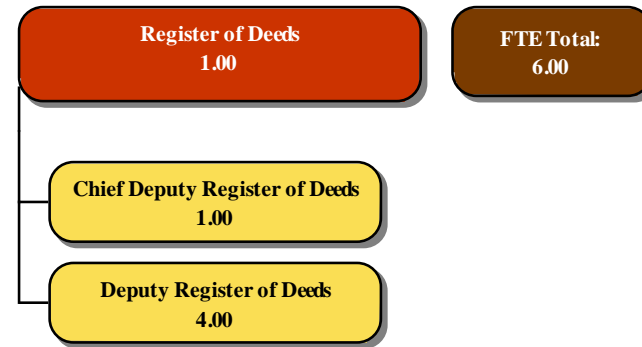 Register of Deeds
1.00
FTE Total:
6.00
Chief Deputy Register of Deeds
1.00
Deputy Register of Deeds
4.00